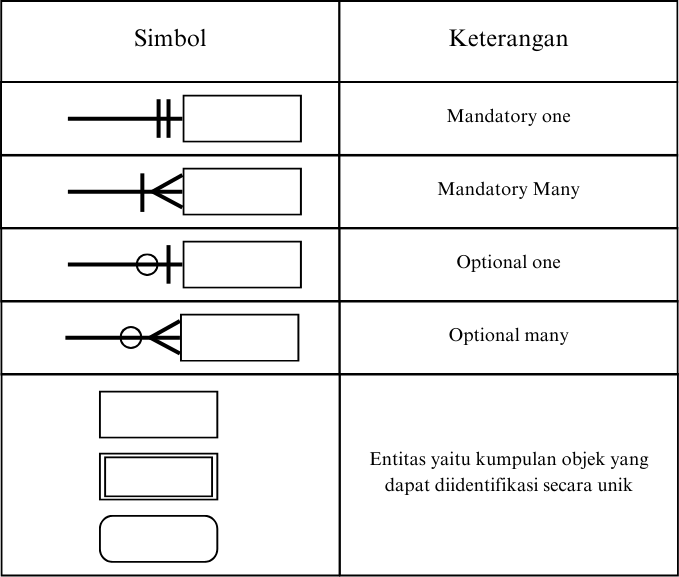 Simbol
Keterangan
Mandatory one
Mandatory Many
Optional one
Optional many
Entitas yaitu kumpulan objek yang
dapat diidentifikasi secara unik